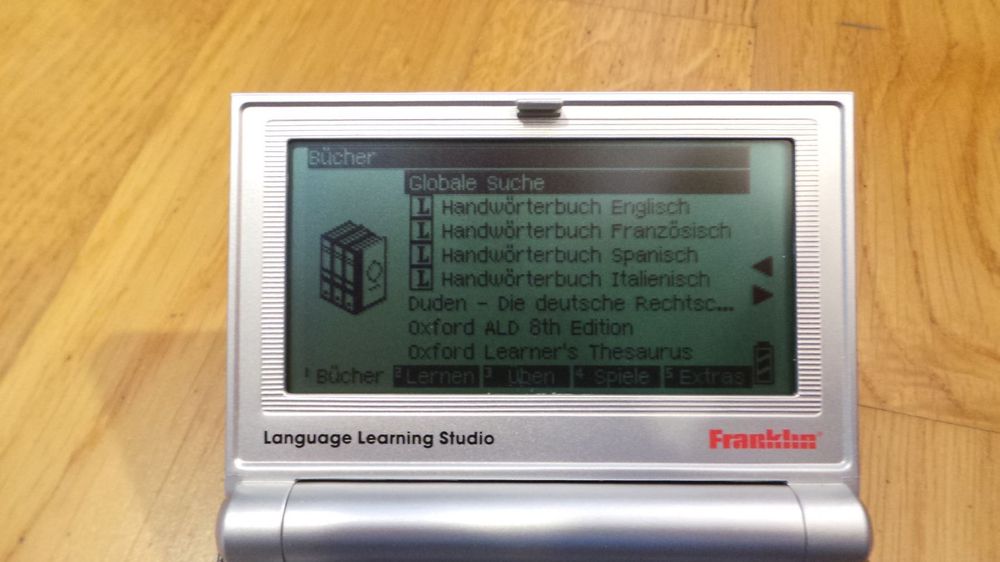 Bücher
Globale Suche
L Handwörterbuch Englisch
L Handwörterbuch Französisch
L Handwörterbuch Spanisch
L Handwörterbuch Italienisch
Duden - Die deutsche Rechtsc...
Oxford ALD 8th Edition
Oxford Learner's Thesaurus
1 Bücher 2 Lernen 3 Üben 4 Spiele 5 Extras
Language Learning Studio Franklin